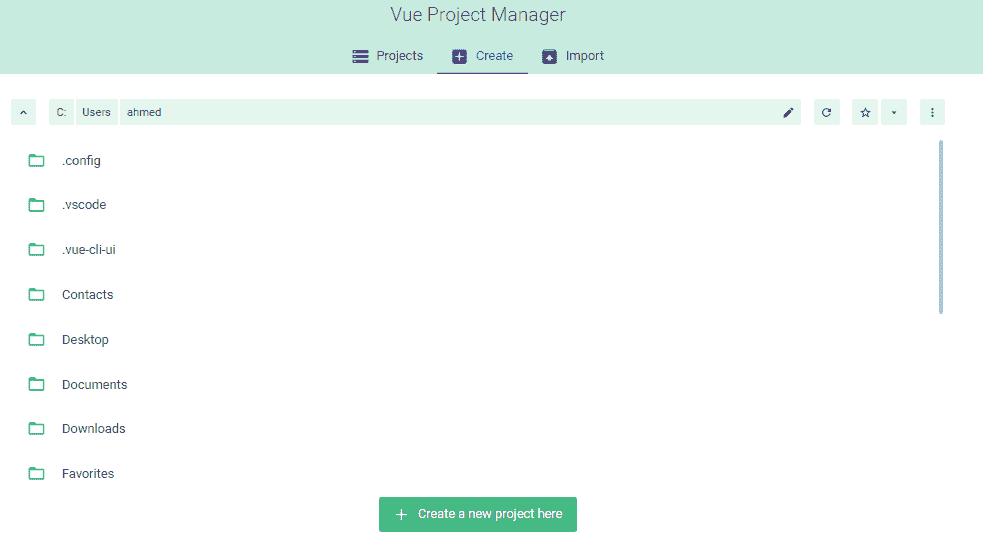 Vue Project Manager
Projects Create Import
C: Users ahmed
.config
.vscode
.vue-cli-ui
Contacts
Desktop
Documents
Downloads
Favorites
+ Create a new project here